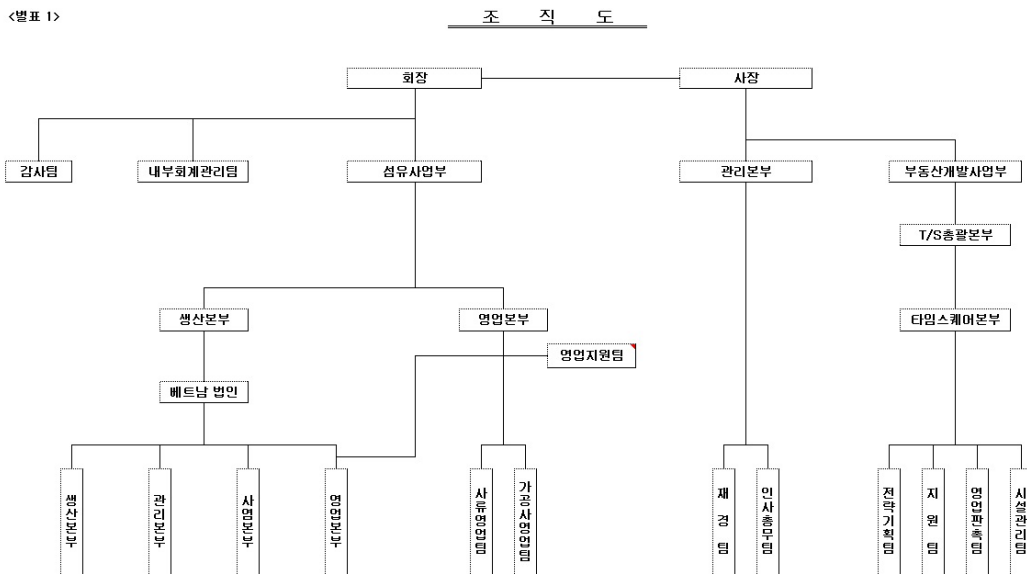 <별표 1>
조 직 도
회장
사장
감사팀
내부회계관리팀
섬유사업부
관리본부
부동산개발사업부
T/S총괄본부
생산본부
영업본부
타임스퀘어본부
영업지원팀
베트남 법인
생산본부
관리본부
사염본부
영업본부
사류영업팀
가공사영업팀
재경팀
인사총무팀
전략기획팀
지원팀
영업판촉팀
시설관리팀